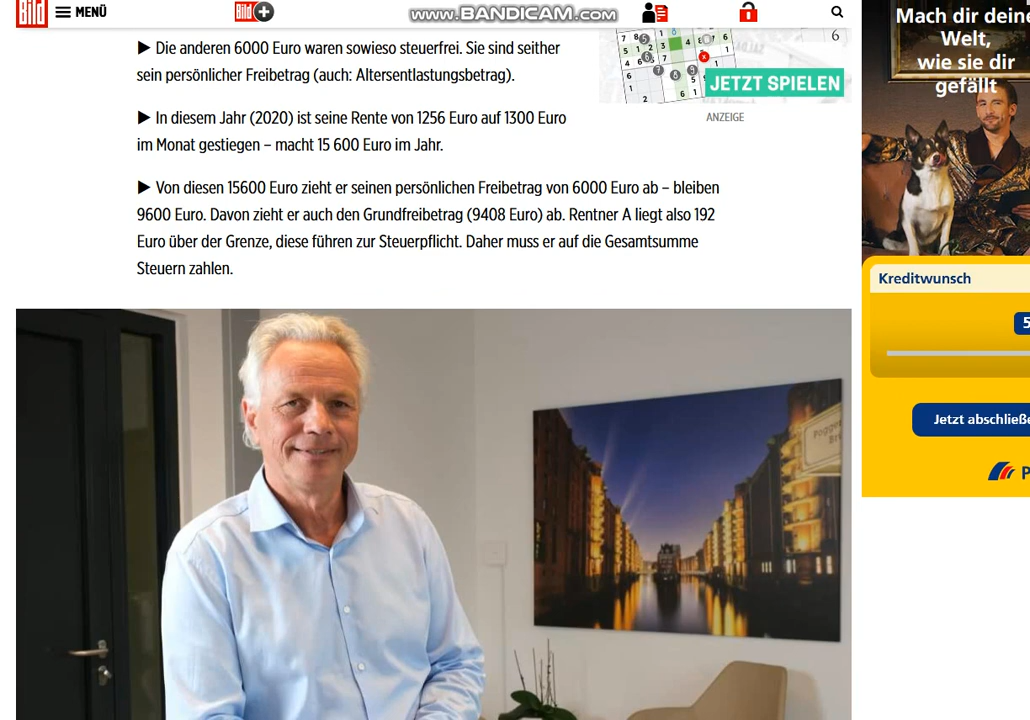 Bild
MENÜ
Bild
www.BANDICAM.com
▶ Die anderen 6000 Euro waren sowieso steuerfrei. Sie sind seither
sein persönlicher Freibetrag (auch: Altersentlastungsbetrag).
▶ In diesem Jahr (2020) ist seine Rente von 1256 Euro auf 1300 Euro
im Monat gestiegen – macht 15 600 Euro im Jahr.
▶ Von diesen 15600 Euro zieht er seinen persönlichen Freibetrag von 6000 Euro ab – bleiben
9600 Euro. Davon zieht er auch den Grundfreibetrag (9408 Euro) ab. Rentner A liegt also 192
Euro über der Grenze, diese führen zur Steuerpflicht. Daher muss er auf die Gesamtsumme
Steuern zahlen.
JETZT SPIELEN
ANZEIGE
Mach dir deine
Welt,
wie sie dir
gefällt
Kreditwunsch
5
Jetzt abschließe
P